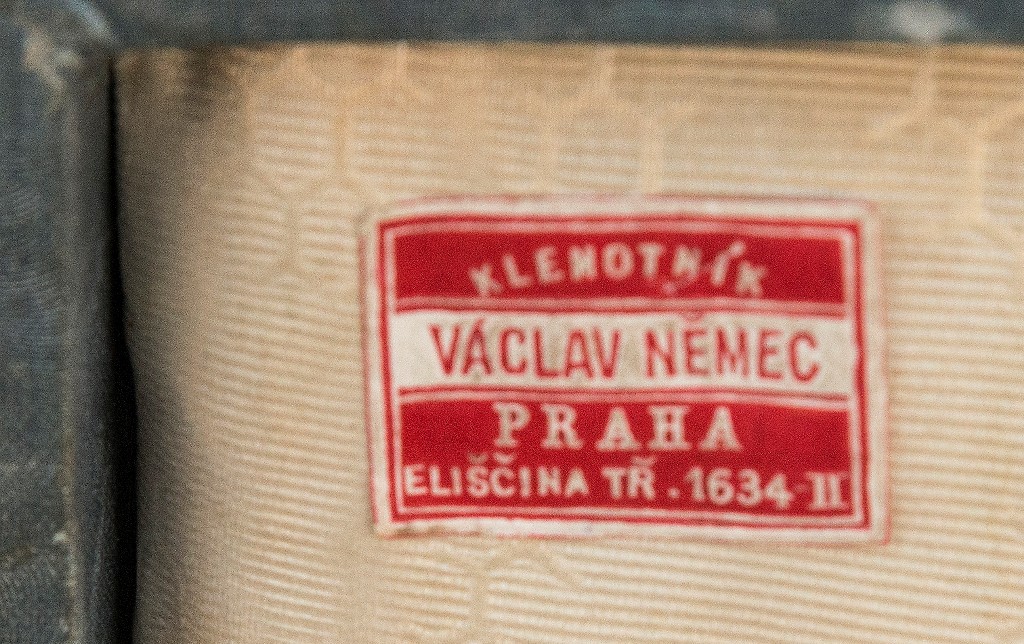 KLENOTNÍK
VÁCLAV NĚMEC
PRAHA
ELIŠČINA TŘ. 1634-II